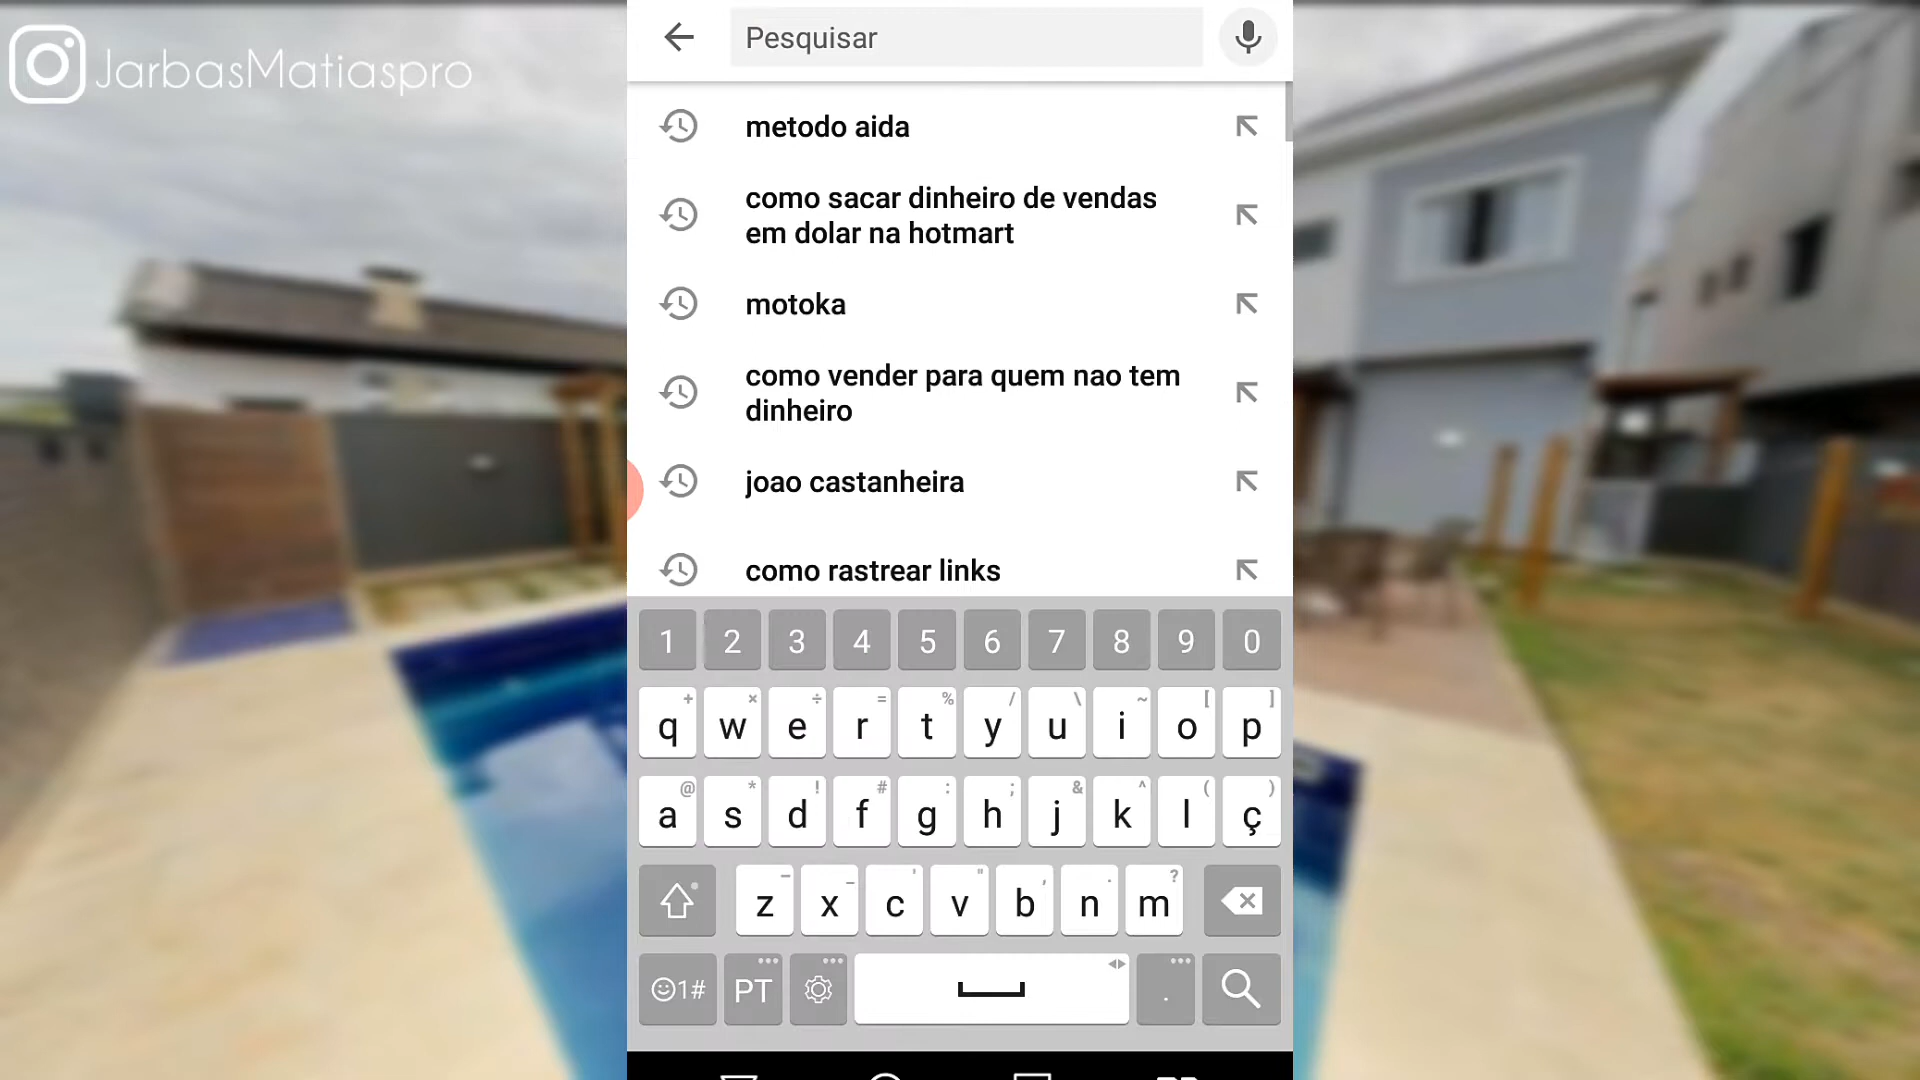 JarbasMatiaspro
Pesquisar
metodo aida
como sacar dinheiro de vendas
em dolar na hotmart
motoka
como vender para quem nao tem
dinheiro
joao castanheira
como rastrear links
1 2 3 4 5 6 7 8 9 0
+ × ÷ = % / \ ~ [ ]
q w e r t y u i o p
@ * ! # : ; & ^ ( )
a s d f g h j k l ç
- _ ' " , . ?
z x c v b n m
1# PT .